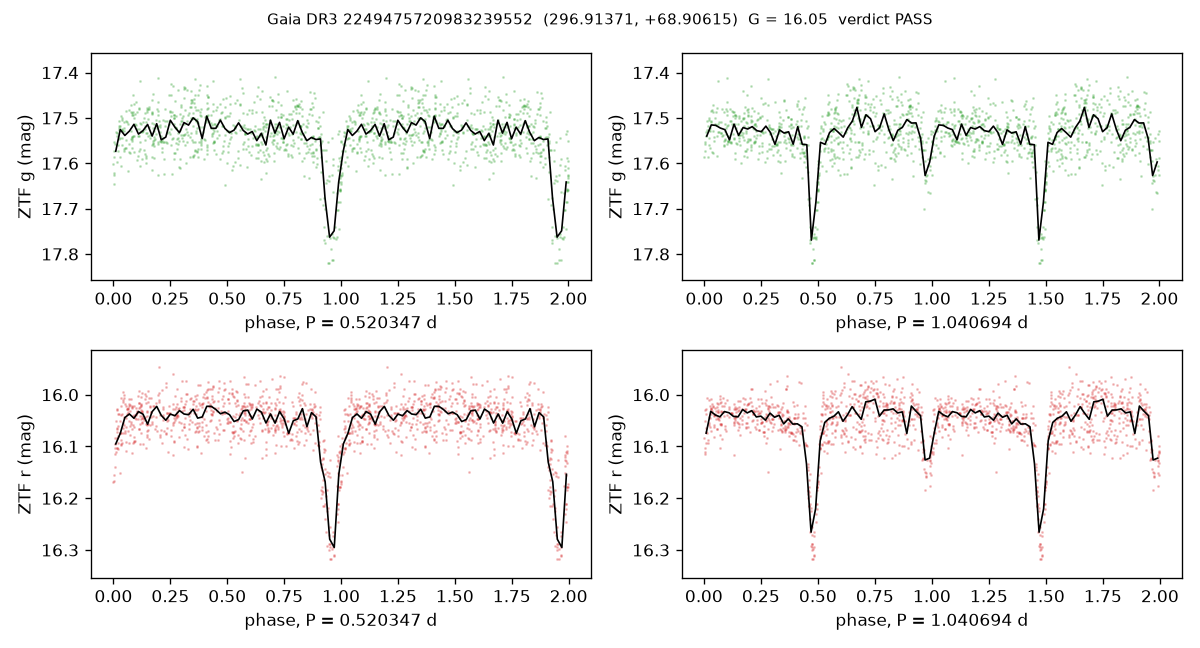 Gaia DR3 2249475720983239552 (296.91371, +68.90615) G = 16.05 verdict PASS
ZTF g (mag)
17.4
17.5
17.6
17.7
17.8
0.00 0.25 0.50 0.75 1.00 1.25 1.50 1.75 2.00
phase, P = 0.520347 d
ZTF g (mag)
17.4
17.5
17.6
17.7
17.8
0.00 0.25 0.50 0.75 1.00 1.25 1.50 1.75 2.00
phase, P = 1.040694 d
ZTF r (mag)
16.0
16.1
16.2
16.3
0.00 0.25 0.50 0.75 1.00 1.25 1.50 1.75 2.00
phase, P = 0.520347 d
ZTF r (mag)
16.0
16.1
16.2
16.3
0.00 0.25 0.50 0.75 1.00 1.25 1.50 1.75 2.00
phase, P = 1.040694 d